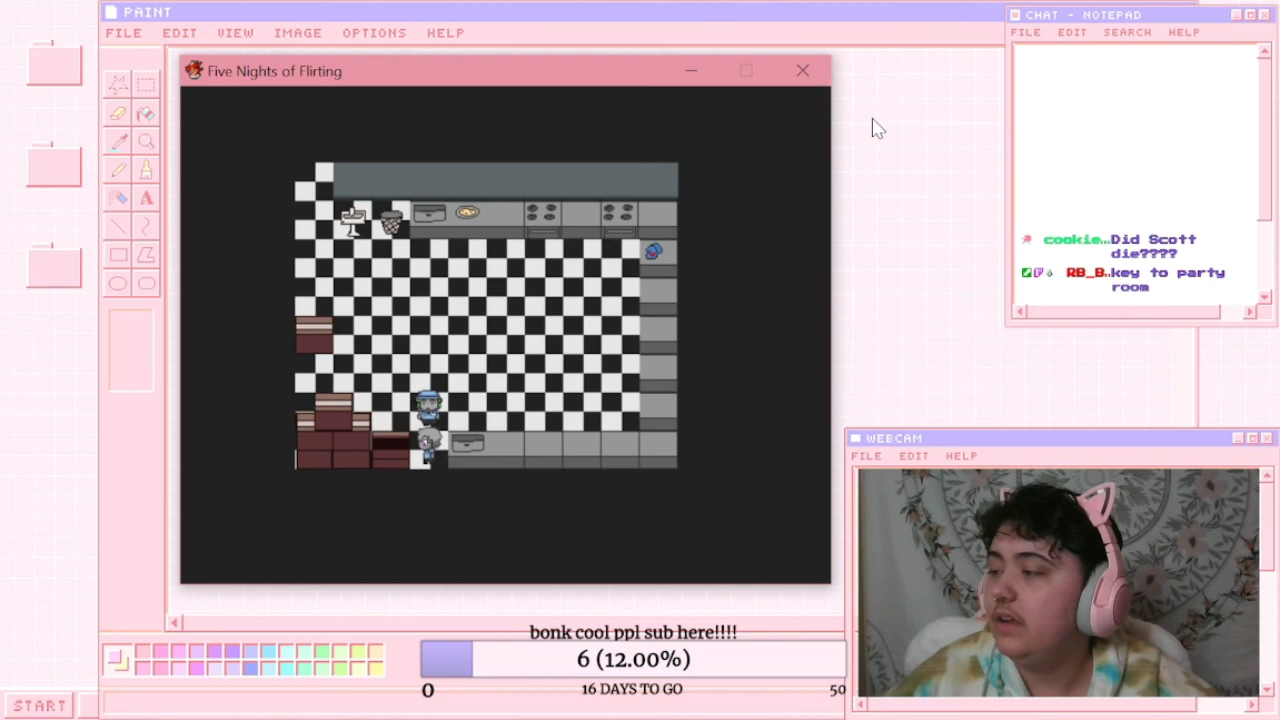 PAINT
FILE EDIT VIEW IMAGE OPTIONS HELP
Five Nights of Flirting
CHAT - NOTEPAD
FILE EDIT SEARCH HELP
cookie…Did Scott
die????
RB_B..key to party
room
WEBCAM
FILE EDIT HELP
A
bonk cool ppl sub here!!!!
6 (12.00%)
0 16 DAYS TO GO 50
START